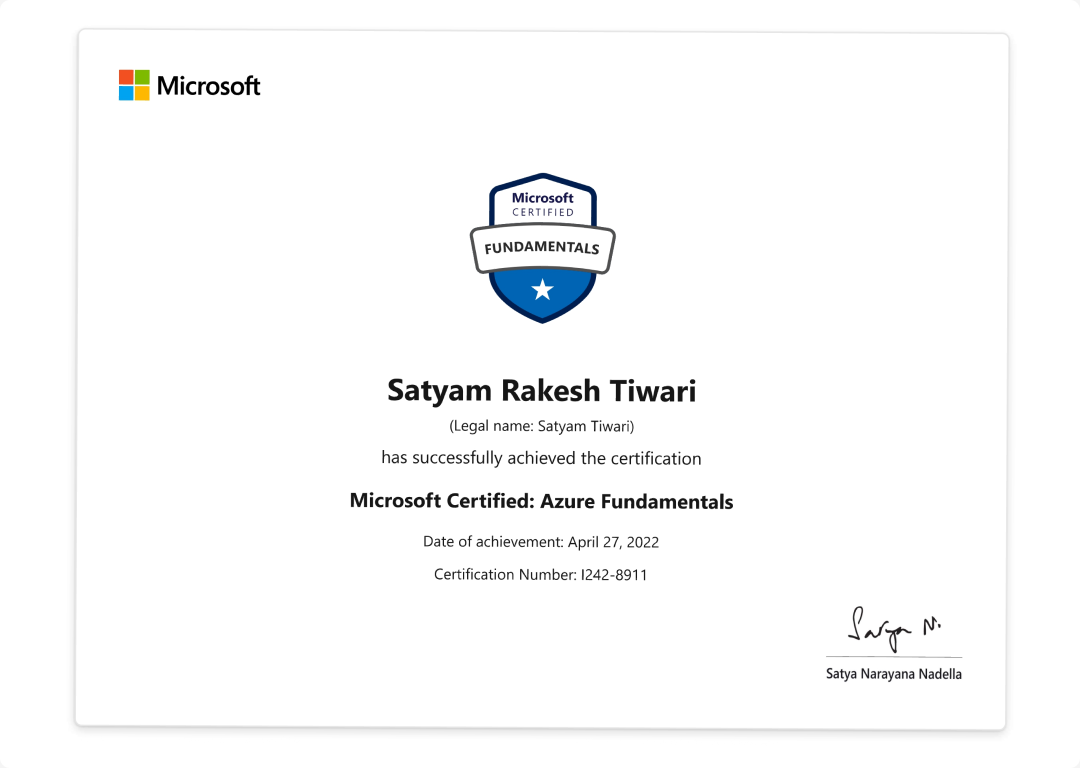 Microsoft
Microsoft
CERTIFIED
FUNDAMENTALS
Satyam Rakesh Tiwari
(Legal name: Satyam Tiwari)
has successfully achieved the certification
Microsoft Certified: Azure Fundamentals
Date of achievement: April 27, 2022
Certification Number: I242-8911
Satya N.
Satya Narayana Nadella